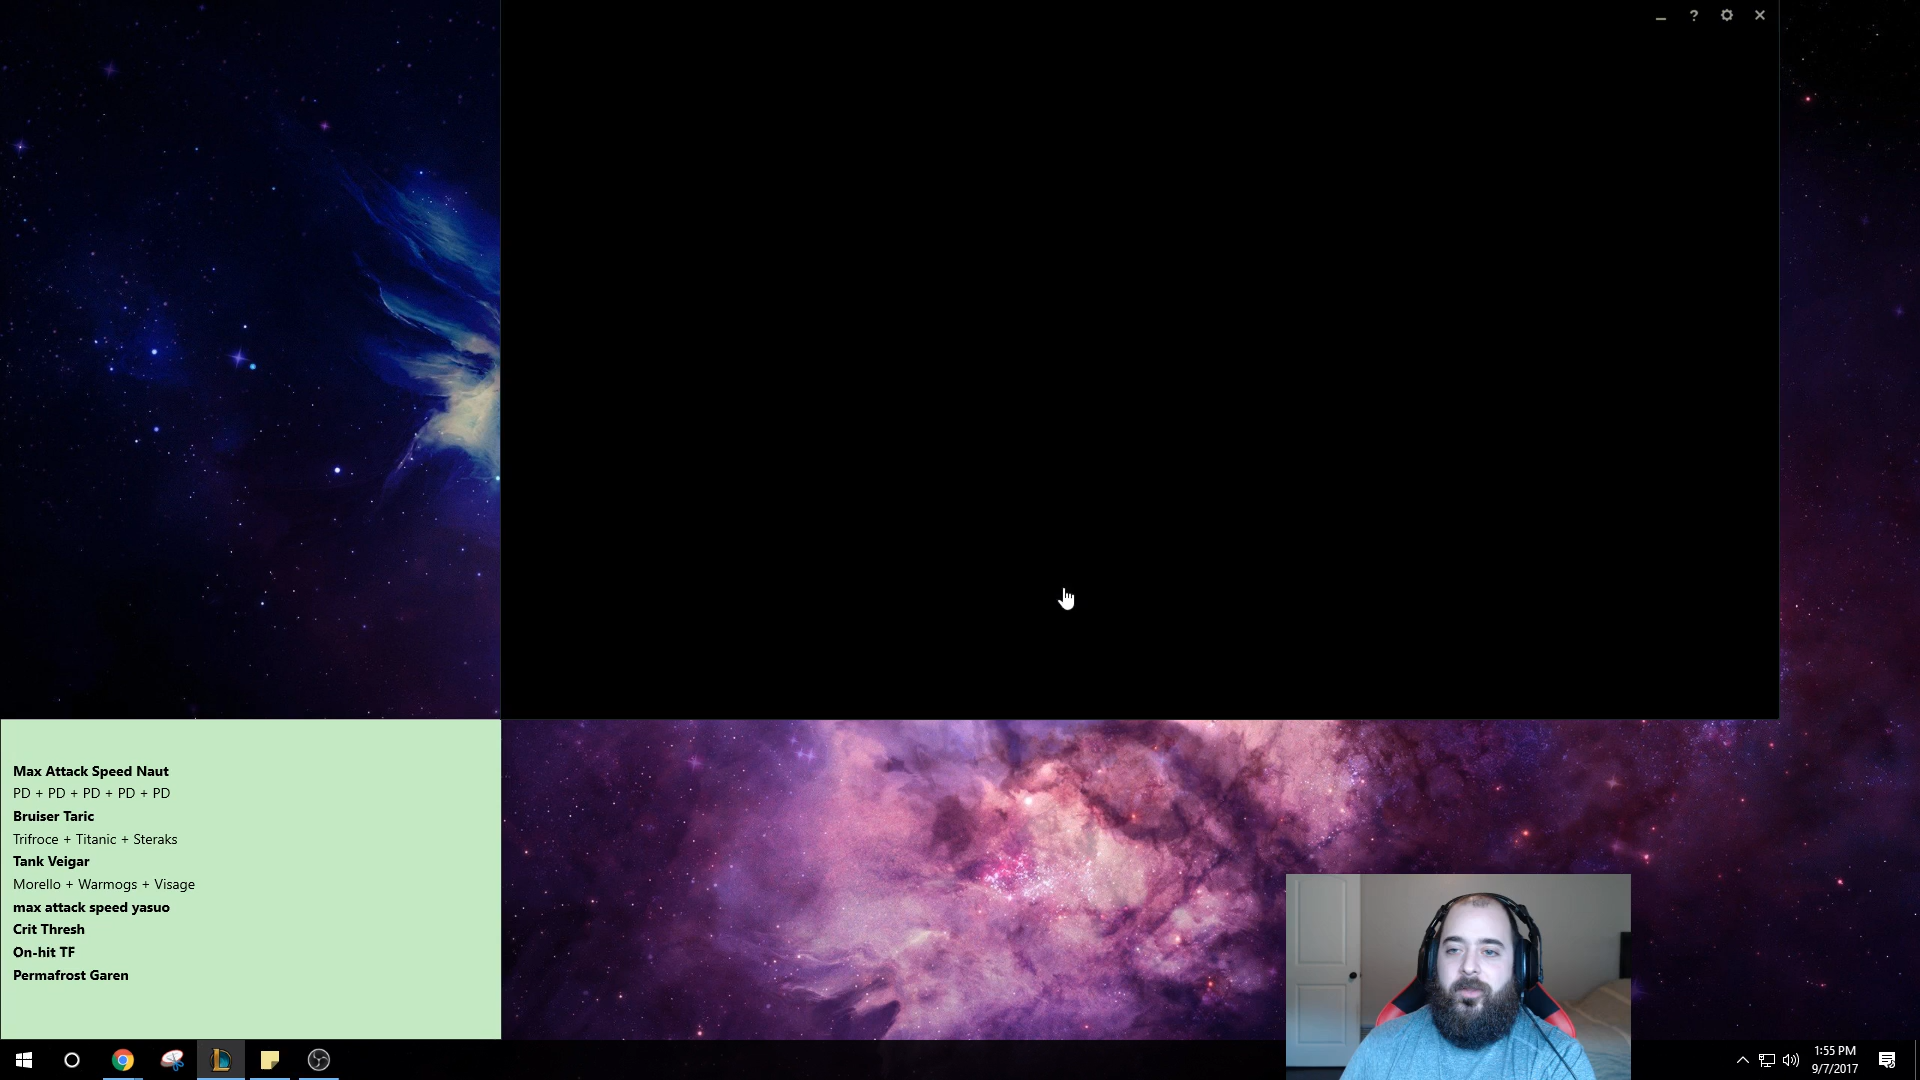 ?
Max Attack Speed Naut
PD + PD + PD + PD + PD
Bruiser Taric
Trifroce + Titanic + Steraks
Tank Veigar
Morello + Warmogs + Visage
max attack speed yasuo
Crit Thresh
On-hit TF
Permafrost Garen
1:55 PM
9/7/2017